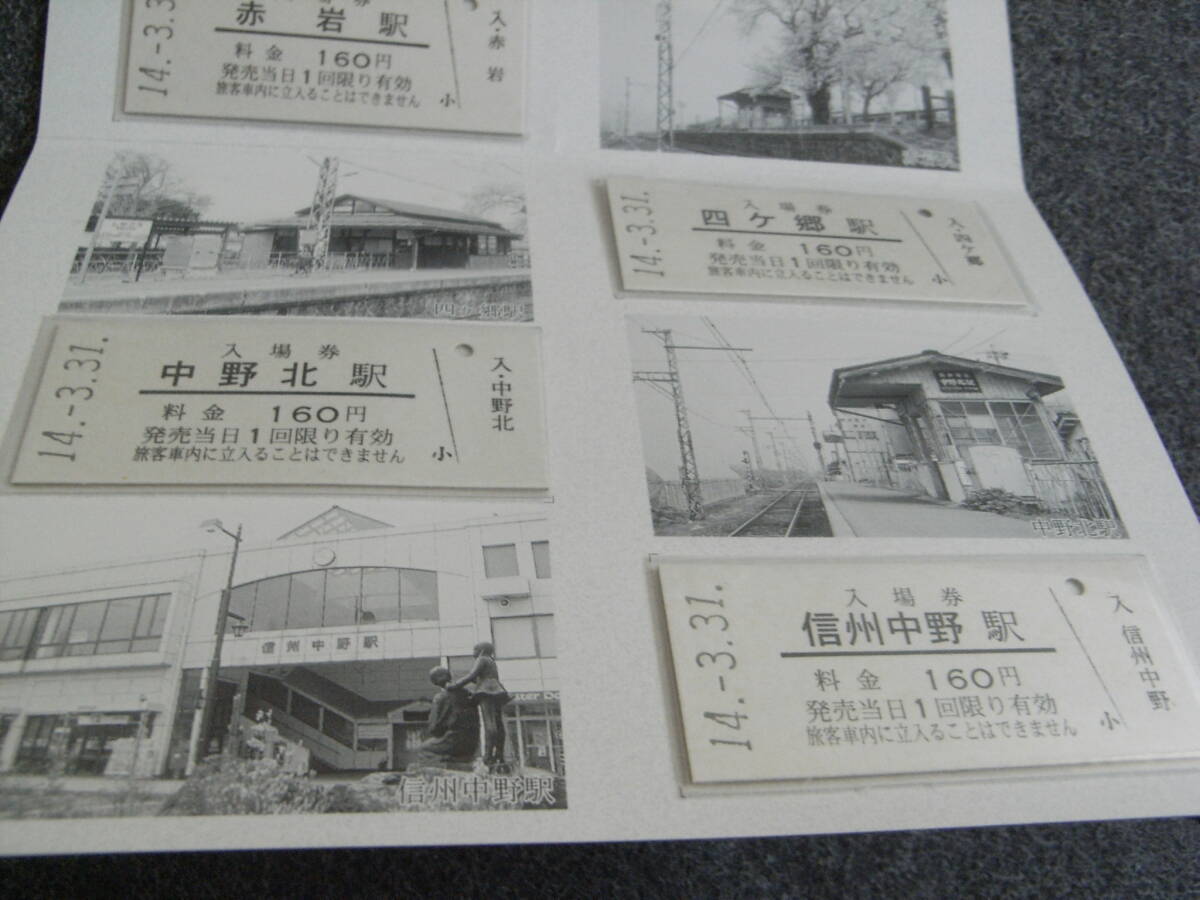 14.-3.31.
赤岩駅
料金 160円
発売当日1回限り有効
旅客車内に立入ることはできません
小
入・赤岩
四ケ郷駅
14.-3.31.
入場券
四ケ郷駅
料金 160円
発売当日1回限り有効
旅客車内に立入ることはできません
小
入・四ケ郷
14.-3.31.
入場券
中野北駅
料金 160円
発売当日1回限り有効
旅客車内に立入ることはできません
小
入・中野北
中野北駅
信州中野駅
信州中野駅
14.-3.31.
入場券
信州中野駅
料金 160円
発売当日1回限り有効
旅客車内に立入ることはできません
小
入 信州中野